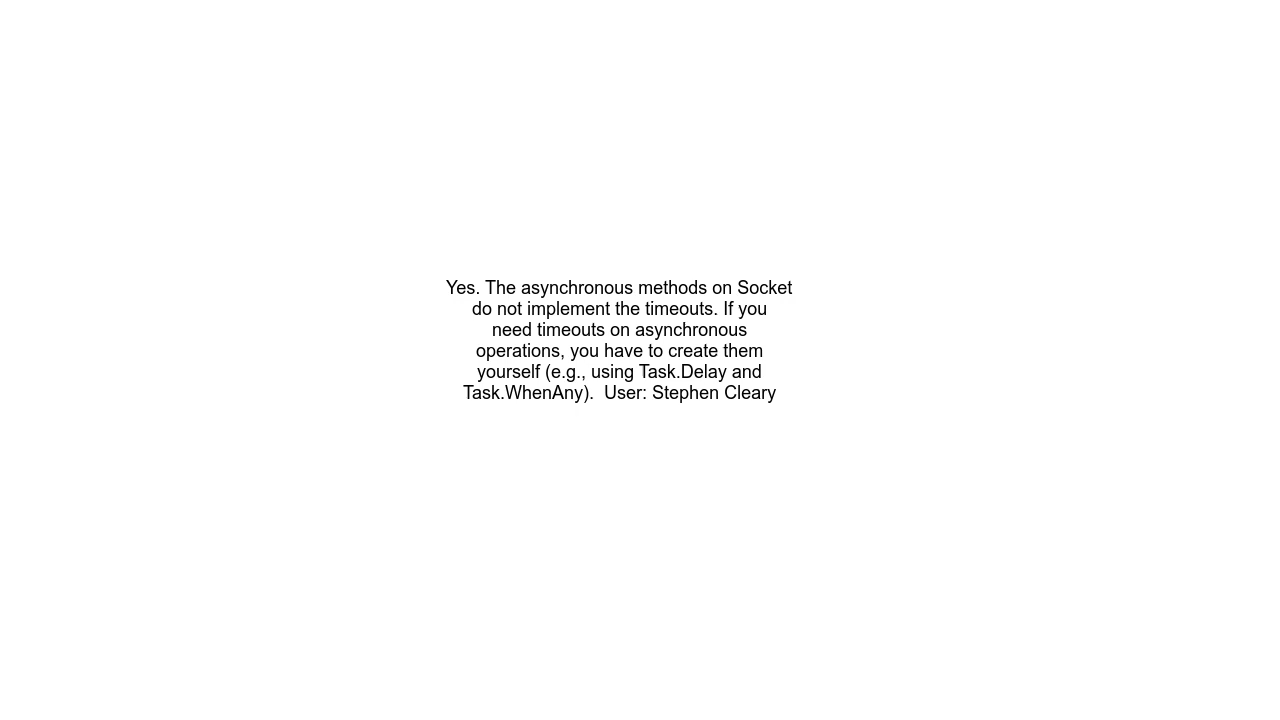 Yes. The asynchronous methods on Socket
do not implement the timeouts. If you
need timeouts on asynchronous
operations, you have to create them
yourself (e.g., using Task.Delay and
Task.WhenAny).  User: Stephen Cleary